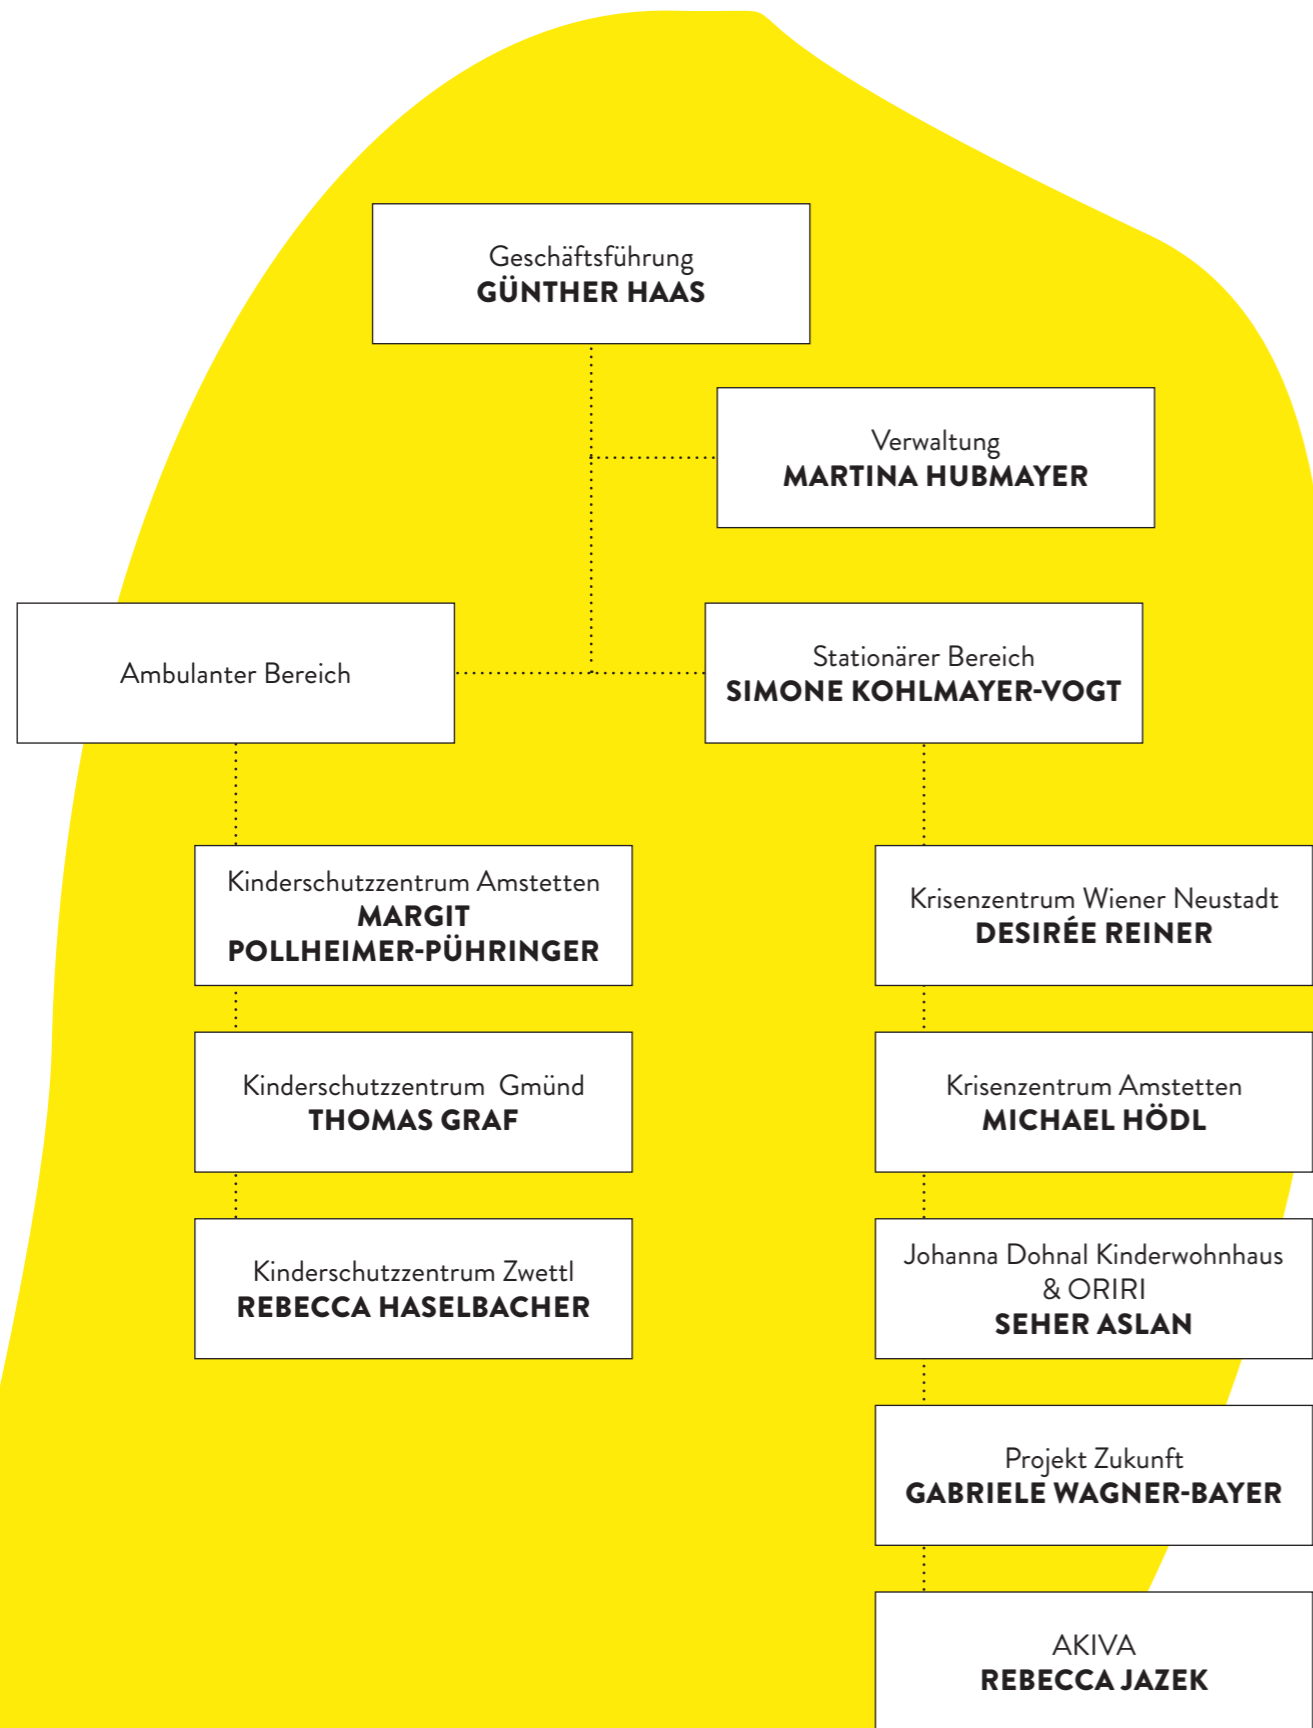 Geschäftsführung
GÜNTHER HAAS
Verwaltung
MARTINA HUBMAYER
Ambulanter Bereich
Stationärer Bereich
SIMONE KOHLMAYER-VOGT
Kinderschutzzentrum Amstetten
MARGIT
POLLHEIMER-PÜHRINGER
Kinderschutzzentrum Gmünd
THOMAS GRAF
Kinderschutzzentrum Zwettl
REBECCA HASELBACHER
Krisenzentrum Wiener Neustadt
DESIRÉE REINER
Krisenzentrum Amstetten
MICHAEL HÖDL
Johanna Dohnal Kinderwohnhaus
& ORIRI
SEHER ASLAN
Projekt Zukunft
GABRIELE WAGNER-BAYER
AKIVA
REBECCA JAZEK